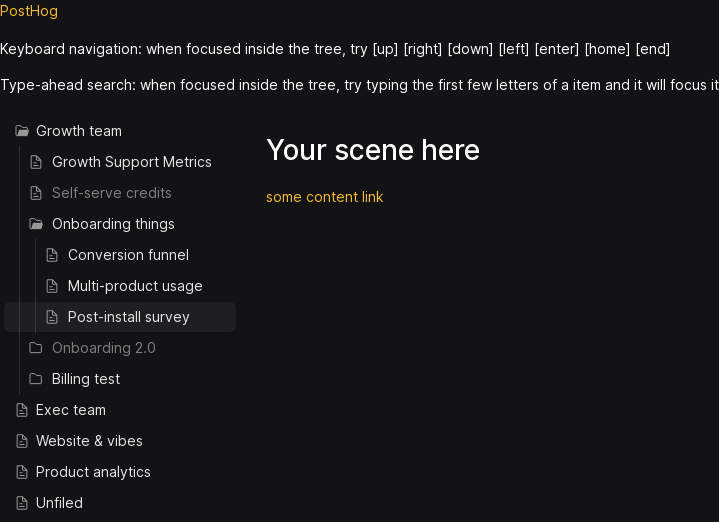 PostHog
Keyboard navigation: when focused inside the tree, try [up] [right] [down] [left] [enter] [home] [end]
Type-ahead search: when focused inside the tree, try typing the first few letters of a item and it will focus it
Growth team
Growth Support Metrics
Self-serve credits
Onboarding things
Conversion funnel
Multi-product usage
Post-install survey
Onboarding 2.0
Billing test
Exec team
Website & vibes
Product analytics
Unfiled
Your scene here
some content link